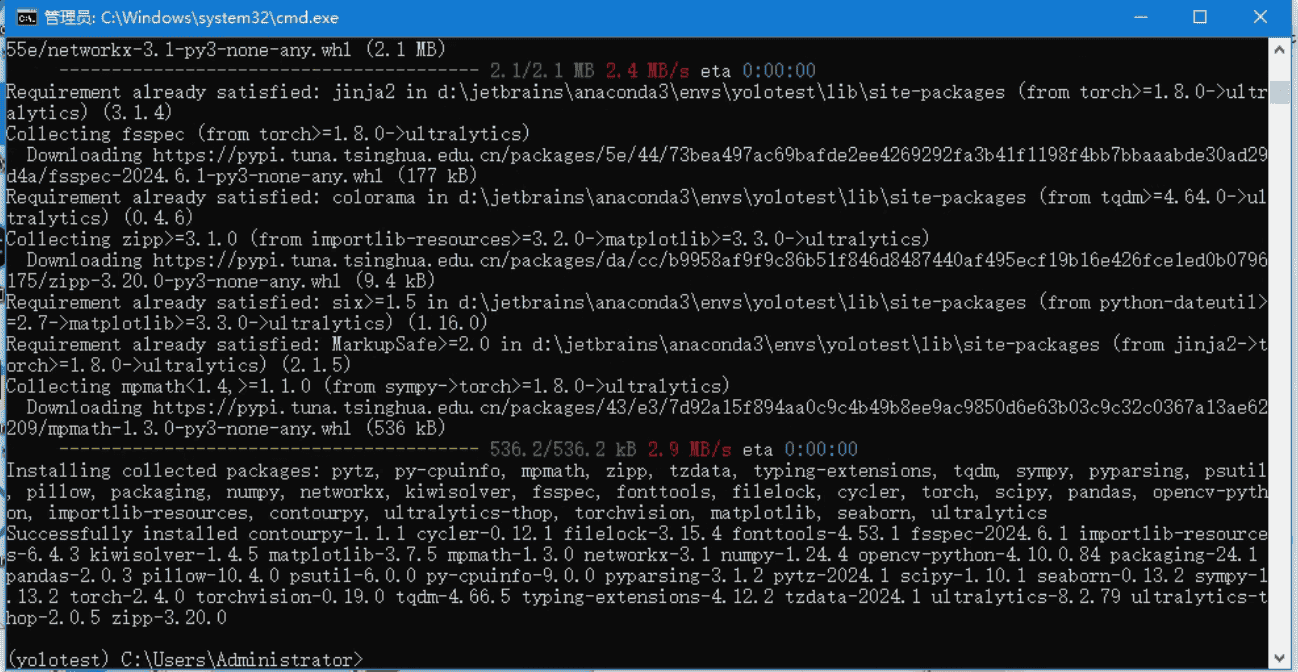 管理员: C:\Windows\system32\cmd.exe
55e/networkx-3.1-py3-none-any.whl (2.1 MB)
---------------------------------------- 2.1/2.1 MB 2.4 MB/s eta 0:00:00
Requirement already satisfied: jinja2 in d:\jetbrains\anaconda3\envs\yolotest\lib\site-packages (from torch>=1.8.0->ultr
alytics) (3.1.4)
Collecting fsspec (from torch>=1.8.0->ultralytics)
Downloading https://pypi.tuna.tsinghua.edu.cn/packages/5e/44/73bea497ac69bafde2ee4269292fa3b41f1198f4bb7bbaaabde30ad29
d4a/fsspec-2024.6.1-py3-none-any.whl (177 kB)
Requirement already satisfied: colorama in d:\jetbrains\anaconda3\envs\yolotest\lib\site-packages (from tqdm>=4.64.0->ul
tralytics) (0.4.6)
Collecting zipp>=3.1.0 (from importlib-resources>=3.2.0->matplotlib>=3.3.0->ultralytics)
Downloading https://pypi.tuna.tsinghua.edu.cn/packages/da/cc/b9958af9f9c86b51f846d8487440af495ecf19b16e426fce1ed0b0796
175/zipp-3.20.0-py3-none-any.whl (9.4 kB)
Requirement already satisfied: six>=1.5 in d:\jetbrains\anaconda3\envs\yolotest\lib\site-packages (from python-dateutil>
=2.7->matplotlib>=3.3.0->ultralytics) (1.16.0)
Requirement already satisfied: MarkupSafe>=2.0 in d:\jetbrains\anaconda3\envs\yolotest\lib\site-packages (from jinja2->t
orch>=1.8.0->ultralytics) (2.1.5)
Collecting mpmath<1.4,>=1.1.0 (from sympy->torch>=1.8.0->ultralytics)
Downloading https://pypi.tuna.tsinghua.edu.cn/packages/43/e3/7d92a15f894aa0c9c4b49b8ee9ac9850d6e63b03c9c32c0367a13ae62
209/mpmath-1.3.0-py3-none-any.whl (536 kB)
---------------------------------------- 536.2/536.2 kB 2.9 MB/s eta 0:00:00
Installing collected packages: pytz, py-cpuinfo, mpmath, zipp, tzdata, typing-extensions, tqdm, sympy, pyparsing, psutil
, pillow, packaging, numpy, networkx, kiwisolver, fsspec, fonttools, filelock, cycler, torch, scipy, pandas, opencv-pyth
on, importlib-resources, contourpy, ultralytics-thop, torchvision, matplotlib, seaborn, ultralytics
Successfully installed contourpy-1.1.1 cycler-0.12.1 filelock-3.15.4 fonttools-4.53.1 fsspec-2024.6.1 importlib-resource
s-6.4.3 kiwisolver-1.4.5 matplotlib-3.7.5 mpmath-1.3.0 networkx-3.1 numpy-1.24.4 opencv-python-4.10.0.84 packaging-24.1
pandas-2.0.3 pillow-10.4.0 psutil-6.0.0 py-cpuinfo-9.0.0 pyparsing-3.1.2 pytz-2024.1 scipy-1.10.1 seaborn-0.13.2 sympy-1
.13.2 torch-2.4.0 torchvision-0.19.0 tqdm-4.66.5 typing-extensions-4.12.2 tzdata-2024.1 ultralytics-8.2.79 ultralytics-t
hop-2.0.5 zipp-3.20.0
(yolotest) C:\Users\Administrator>